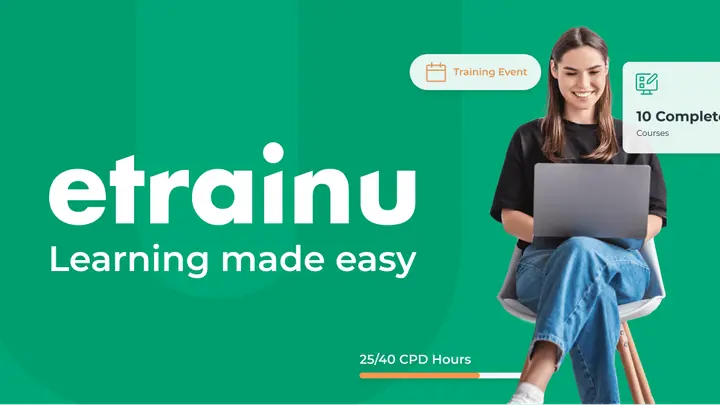 Training Event
10 Complete
Courses
etrainu
Learning made easy
25/40 CPD Hours